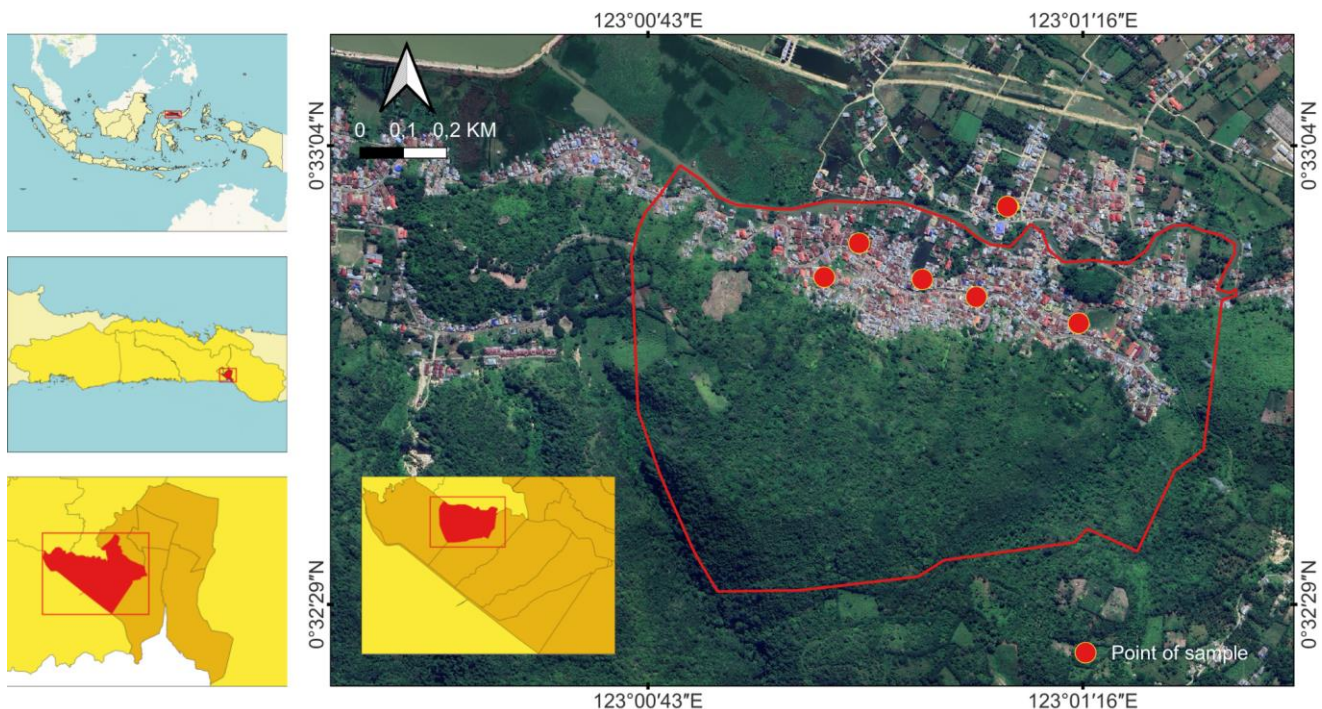 123°00′43″E
123°01′16″E
0°33′04″N
0°33′04″N
0 0,1 0,2 KM
0°32′29″N
0°32′29″N
Point of sample
123°00′43″E
123°01′16″E